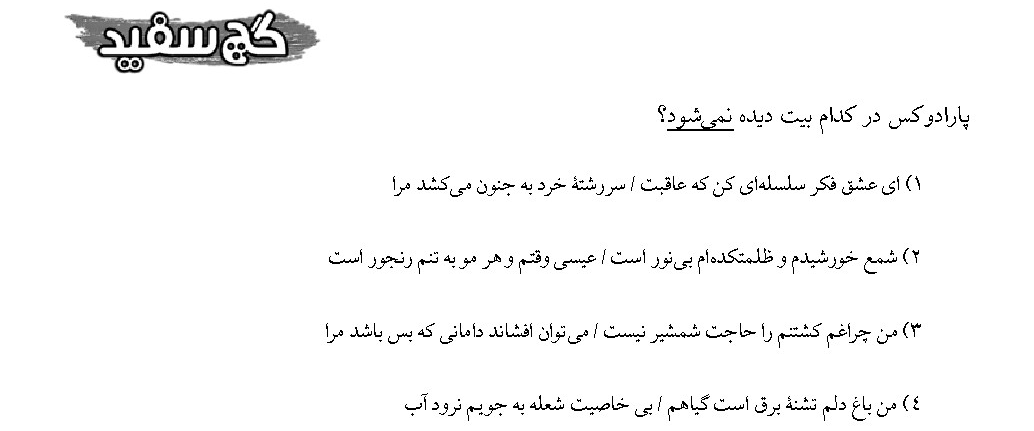 گچ سفید
پارادوکس در کدام بیت دیده نمی‌شود؟
۱) ای عشق فکر سلسله‌ای کن که عاقبت / سررشتهٔ خرد به جنون می‌کشد مرا
۲) شمع خورشیدم و ظلمتکده‌ام بی‌نور است / عیسی وقتم و هر مو به تنم رنجور است
۳) من چراغم کشتنم را حاجت شمشیر نیست / می‌توان افشاند دامانی که بس باشد مرا
۴) من باغ دلم تشنهٔ برق است گیاهم / بی خاصیت شعله به جویم نرود آب